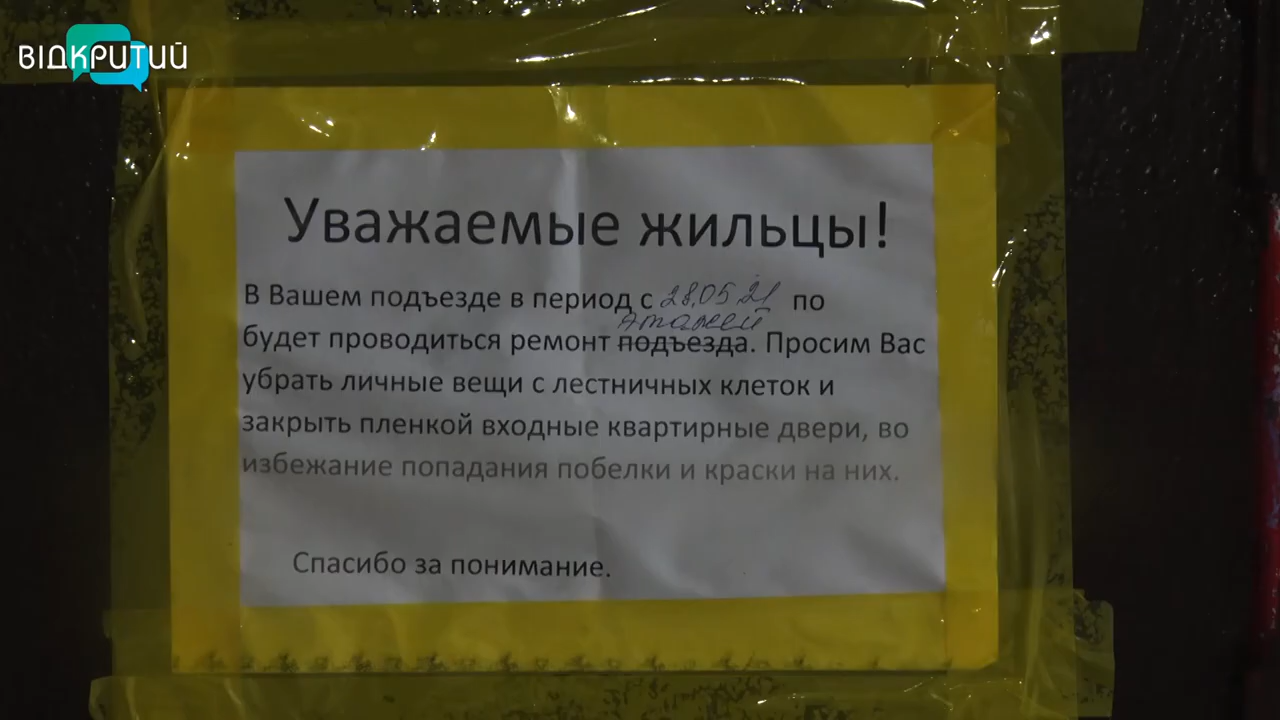 ВІДКРИТИЙ
Уважаемые жильцы!
В Вашем подъезде в период с 28.05 21 по
этажей
будет проводиться ремонт подъезда. Просим Вас
убрать личные вещи с лестничных клеток и
закрыть пленкой входные квартирные двери, во
избежание попадания побелки и краски на них.
Спасибо за понимание.